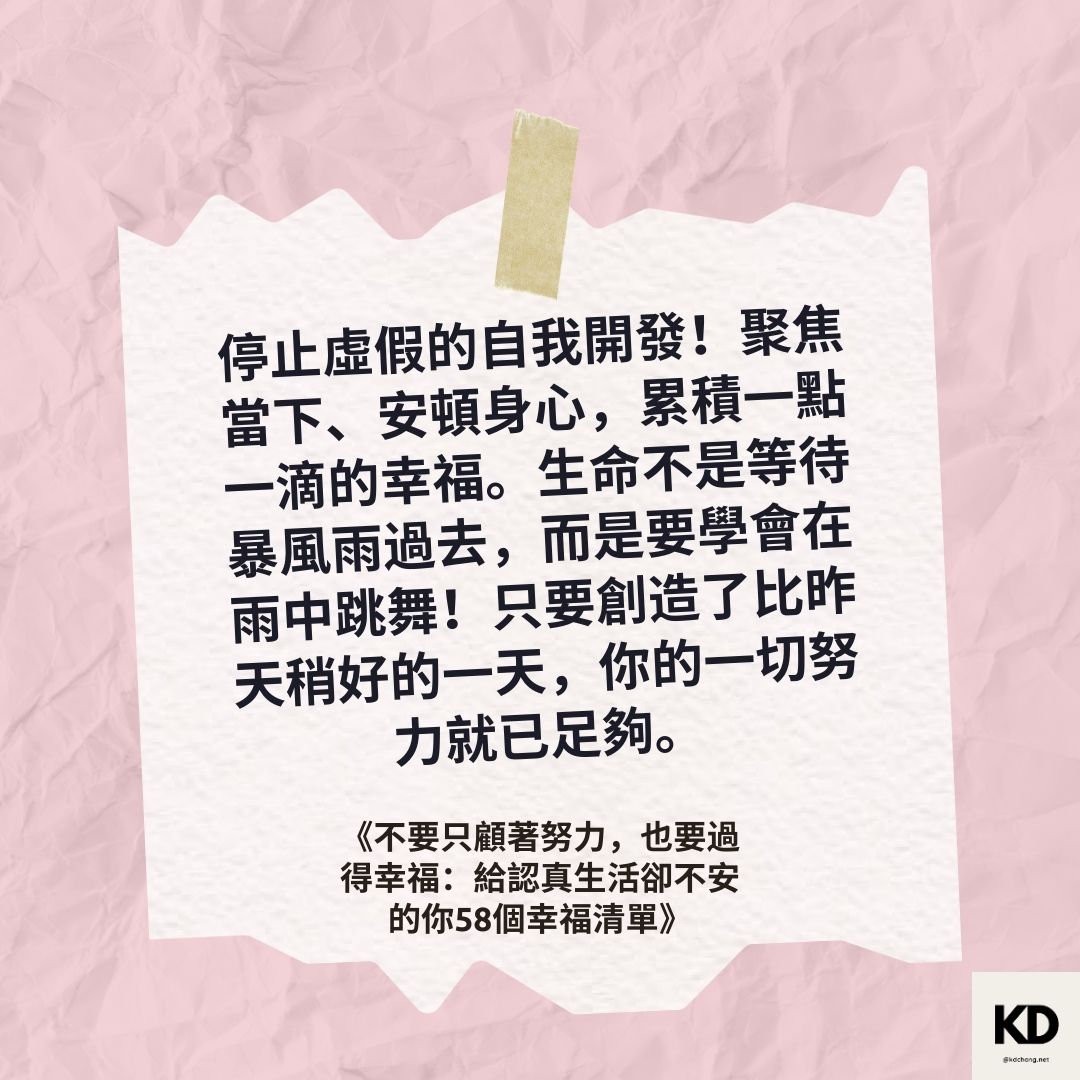 停止虛假的自我開發！聚焦
當下、安頓身心，累積一點
一滴的幸福。生命不是等待
暴風雨過去，而是要學會在
雨中跳舞！只要創造了比昨
天稍好的一天，你的一切努
力就已足夠。
《不要只顧著努力，也要過
得幸福：給認真生活卻不安
的你58個幸福清單》
KD
@kdchong.net